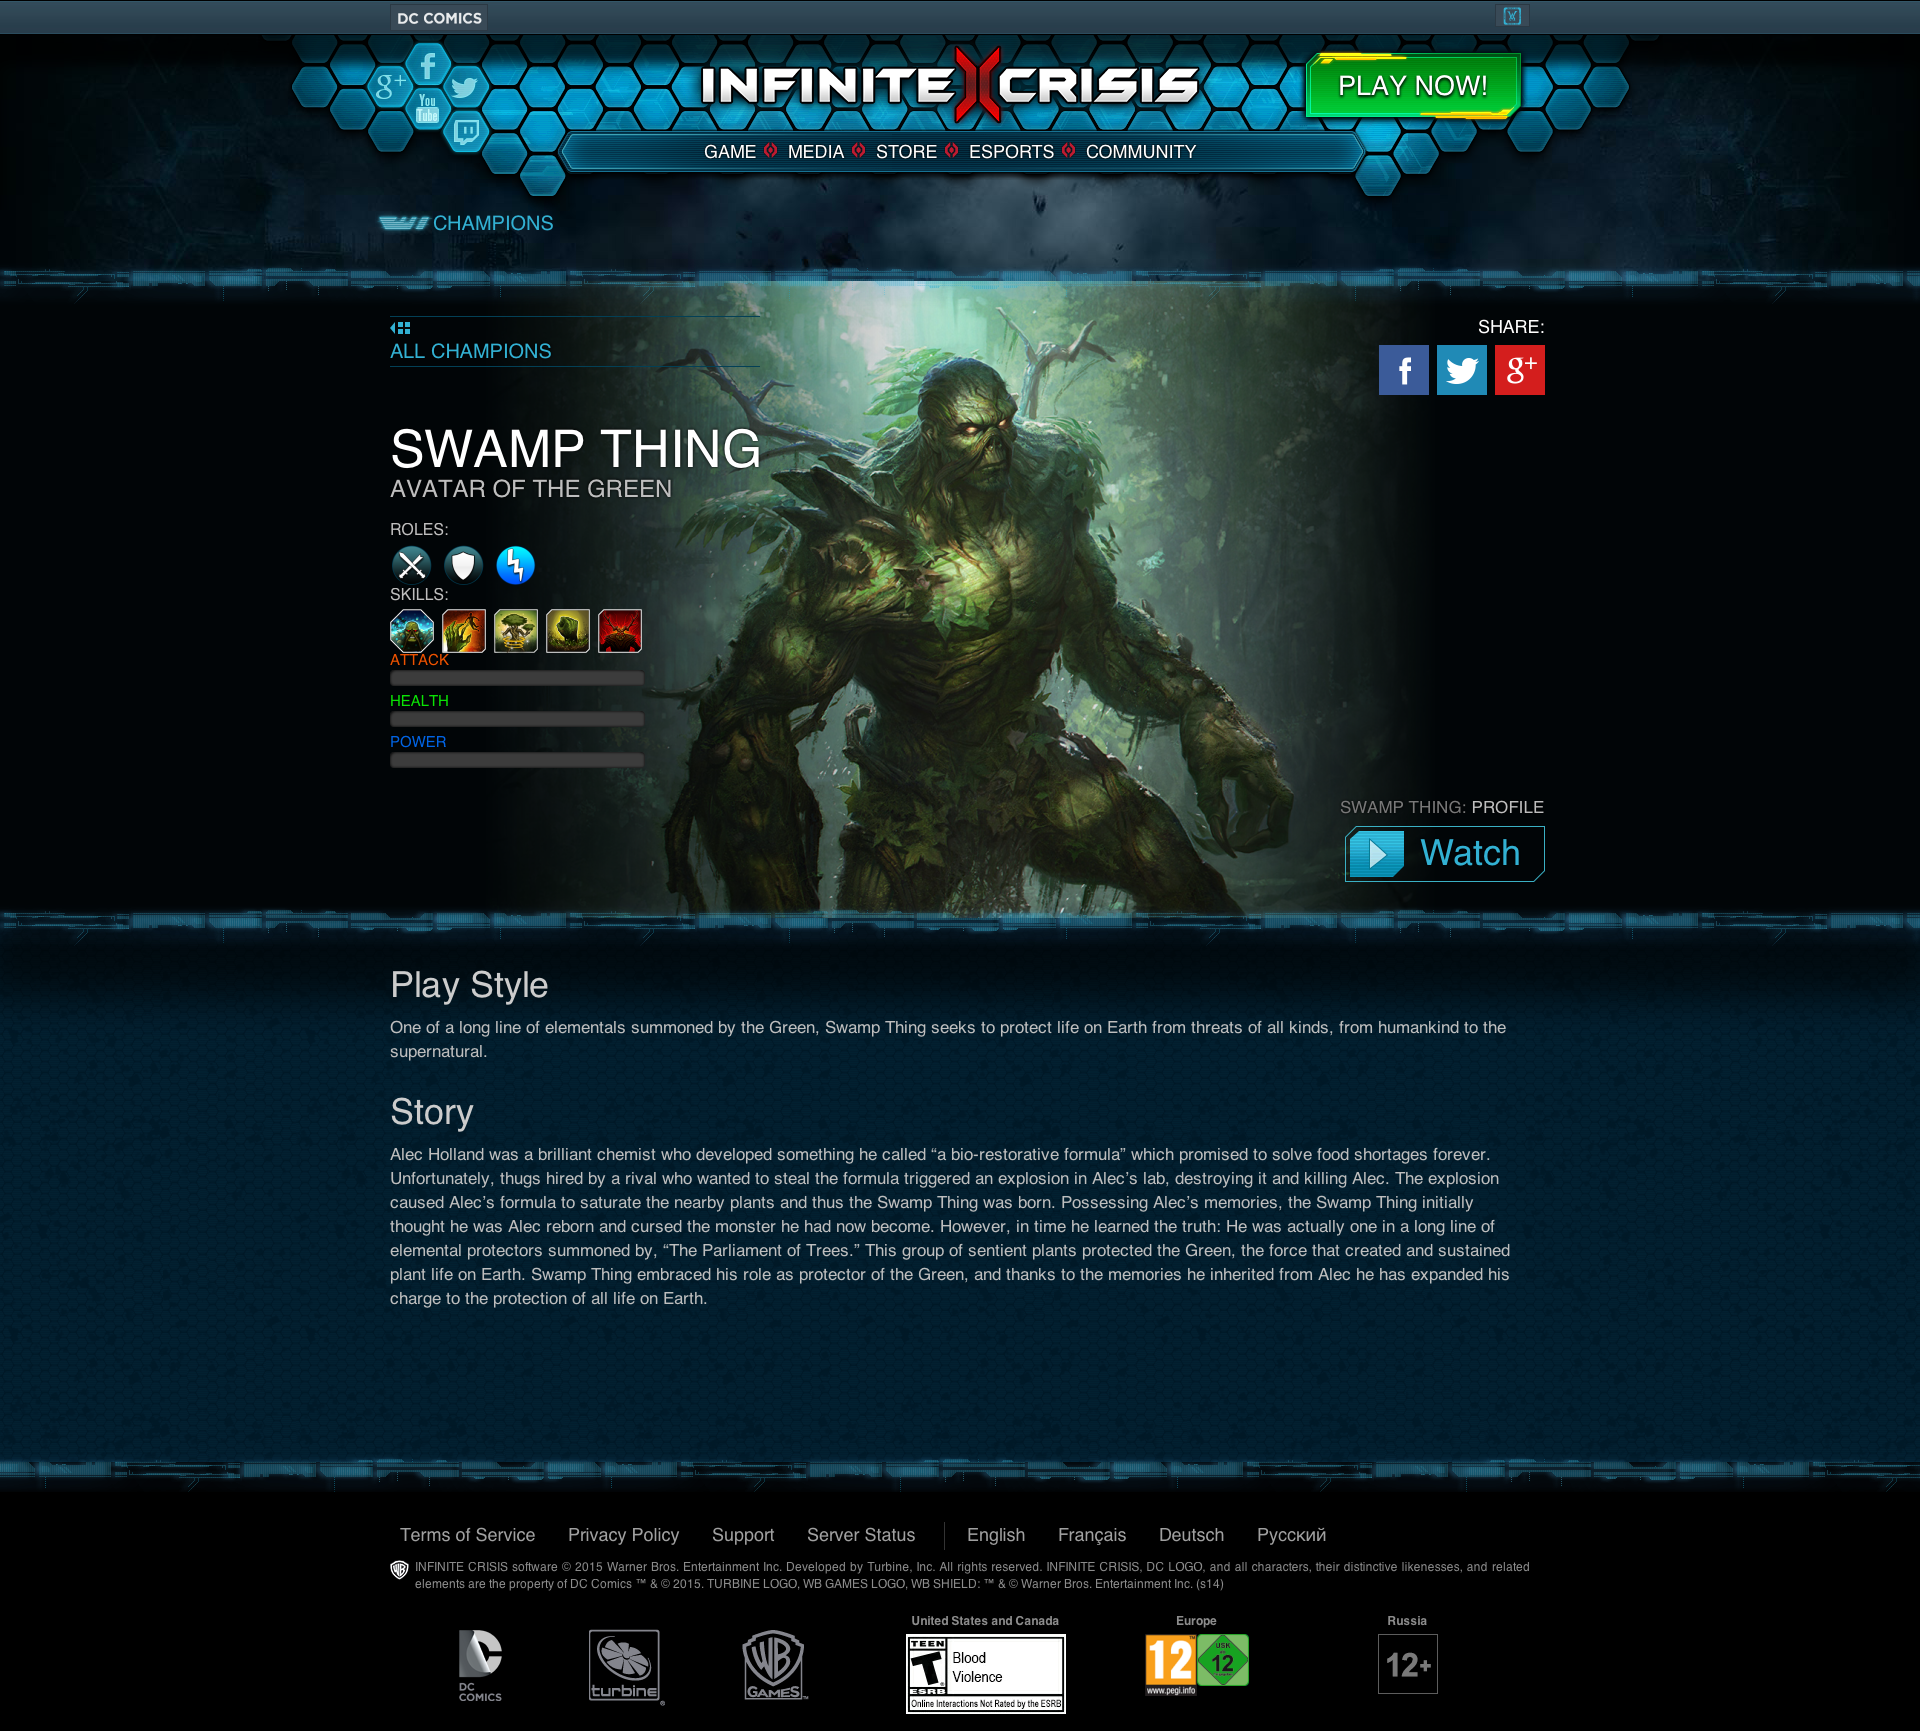 DC COMICS
g+
f
You
Tube
INFINITE CRISIS
PLAY NOW!
GAME MEDIA STORE ESPORTS COMMUNITY
CHAMPIONS
ALL CHAMPIONS
SHARE:
f
g+
SWAMP THING
AVATAR OF THE GREEN
ROLES:
SKILLS:
ATTACK
HEALTH
POWER
SWAMP THING: PROFILE
Watch
Play Style
One of a long line of elementals summoned by the Green, Swamp Thing seeks to protect life on Earth from threats of all kinds, from humankind to the
supernatural.
Story
Alec Holland was a brilliant chemist who developed something he called “a bio-restorative formula” which promised to solve food shortages forever.
Unfortunately, thugs hired by a rival who wanted to steal the formula triggered an explosion in Alec’s lab, destroying it and killing Alec. The explosion
caused Alec’s formula to saturate the nearby plants and thus the Swamp Thing was born. Possessing Alec’s memories, the Swamp Thing initially
thought he was Alec reborn and cursed the monster he had now become. However, in time he learned the truth: He was actually one in a long line of
elemental protectors summoned by, “The Parliament of Trees.” This group of sentient plants protected the Green, the force that created and sustained
plant life on Earth. Swamp Thing embraced his role as protector of the Green, and thanks to the memories he inherited from Alec he has expanded his
charge to the protection of all life on Earth.
Terms of Service Privacy Policy Support Server Status English Français Deutsch Русский
INFINITE CRISIS software © 2015 Warner Bros. Entertainment Inc. Developed by Turbine, Inc. All rights reserved. INFINITE CRISIS, DC LOGO, and all characters, their distinctive likenesses, and related
elements are the property of DC Comics ™ & © 2015. TURBINE LOGO, WB GAMES LOGO, WB SHIELD: ™ & © Warner Bros. Entertainment Inc. (s14)
United States and Canada Europe Russia
DC
COMICS
turbine®
WB
GAMES™
TEEN
T
ESRB
Blood
Violence
Online Interactions Not Rated by the ESRB
12
www.pegi.info
USK
12
12+